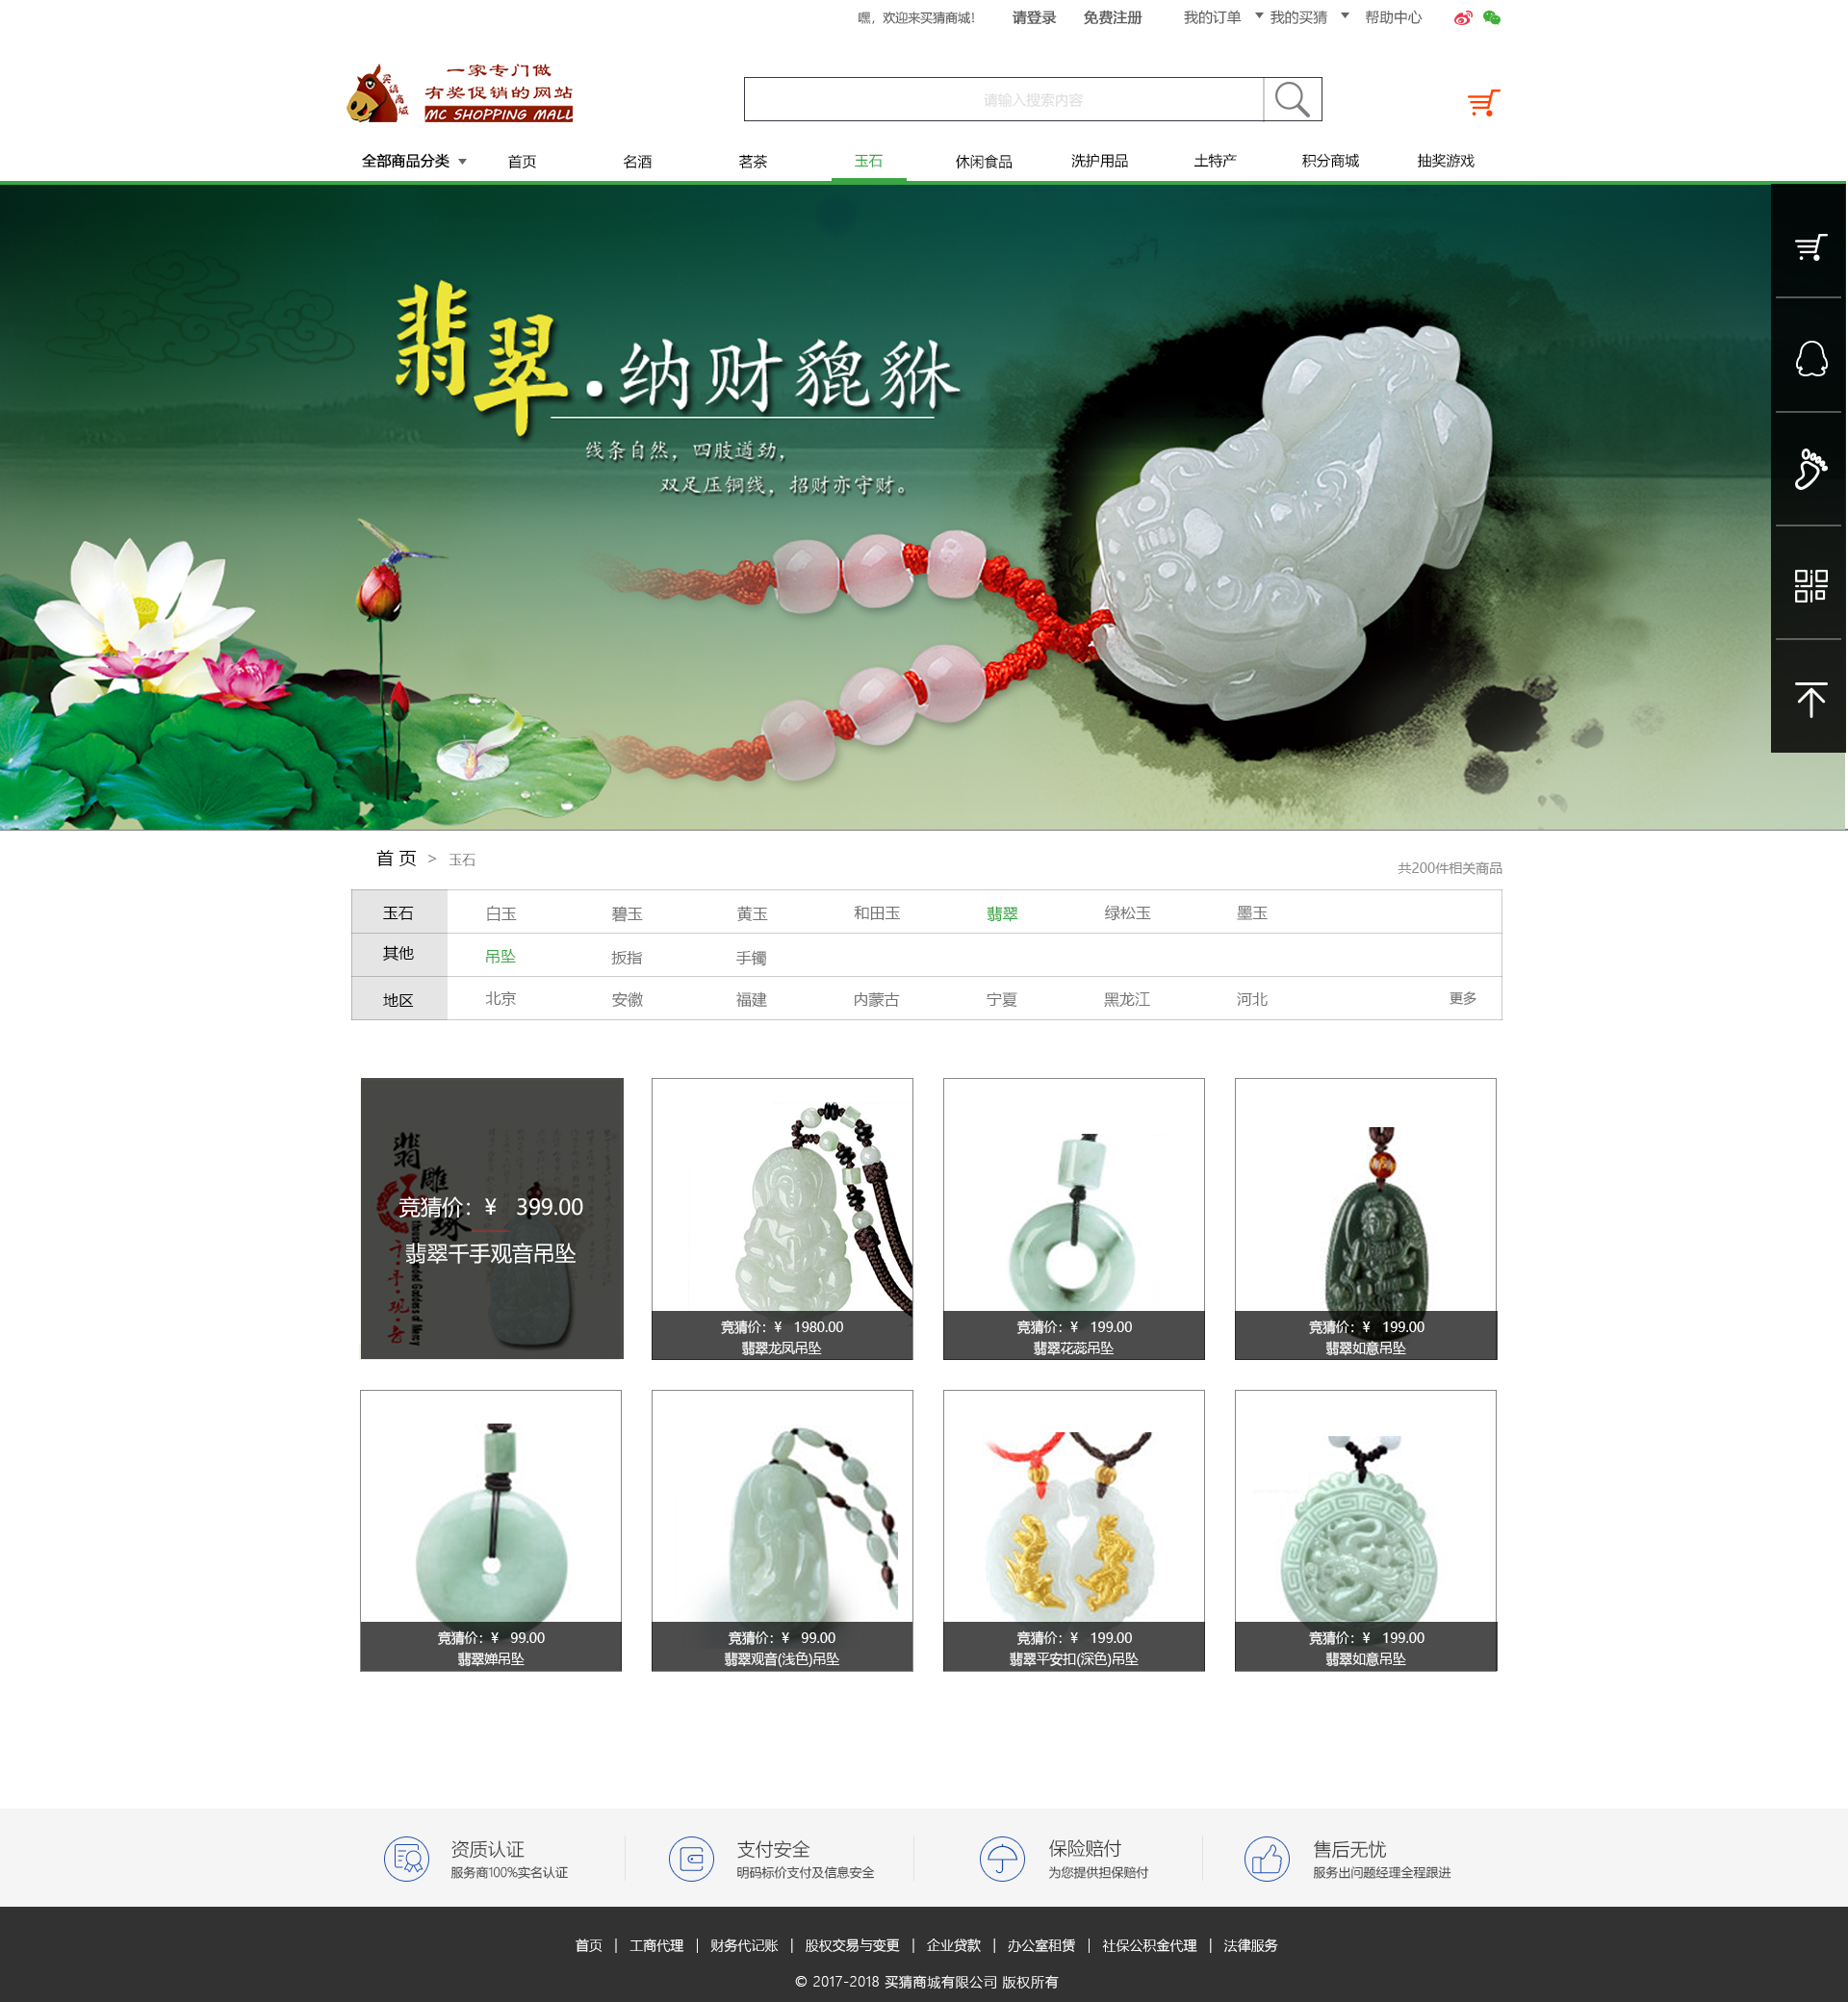 嘿，欢迎来买猜商城！ 请登录 免费注册 我的订单 我的买猜 帮助中心
买猜商城
一家专门做
有奖促销的网站
MC SHOPPING MALL
请输入搜索内容
全部商品分类 首页 名酒 茗茶 玉石 休闲食品 洗护用品 土特产 积分商城 抽奖游戏
翡翠·纳财貔貅
线条自然，四肢遒劲，
双足压铜线，招财亦守财。
首 页 > 玉石
共200件相关商品
玉石 白玉 碧玉 黄玉 和田玉 翡翠 绿松玉 墨玉
其他 吊坠 扳指 手镯
地区 北京 安徽 福建 内蒙古 宁夏 黑龙江 河北 更多
翡
雕
琢
千·手·观·音
竞猜价：¥ 399.00
翡翠千手观音吊坠
竞猜价：¥ 1980.00
翡翠龙凤吊坠
竞猜价：¥ 199.00
翡翠花蕊吊坠
竞猜价：¥ 199.00
翡翠如意吊坠
竞猜价：¥ 99.00
翡翠婵吊坠
竞猜价：¥ 99.00
翡翠观音(浅色)吊坠
竞猜价：¥ 199.00
翡翠平安扣(深色)吊坠
竞猜价：¥ 199.00
翡翠如意吊坠
资质认证
服务商100%实名认证
支付安全
明码标价支付及信息安全
保险赔付
为您提供担保赔付
售后无忧
服务出问题经理全程跟进
首页 | 工商代理 | 财务代记账 | 股权交易与变更 | 企业贷款 | 办公室租赁 | 社保公积金代理 | 法律服务
© 2017-2018 买猜商城有限公司 版权所有